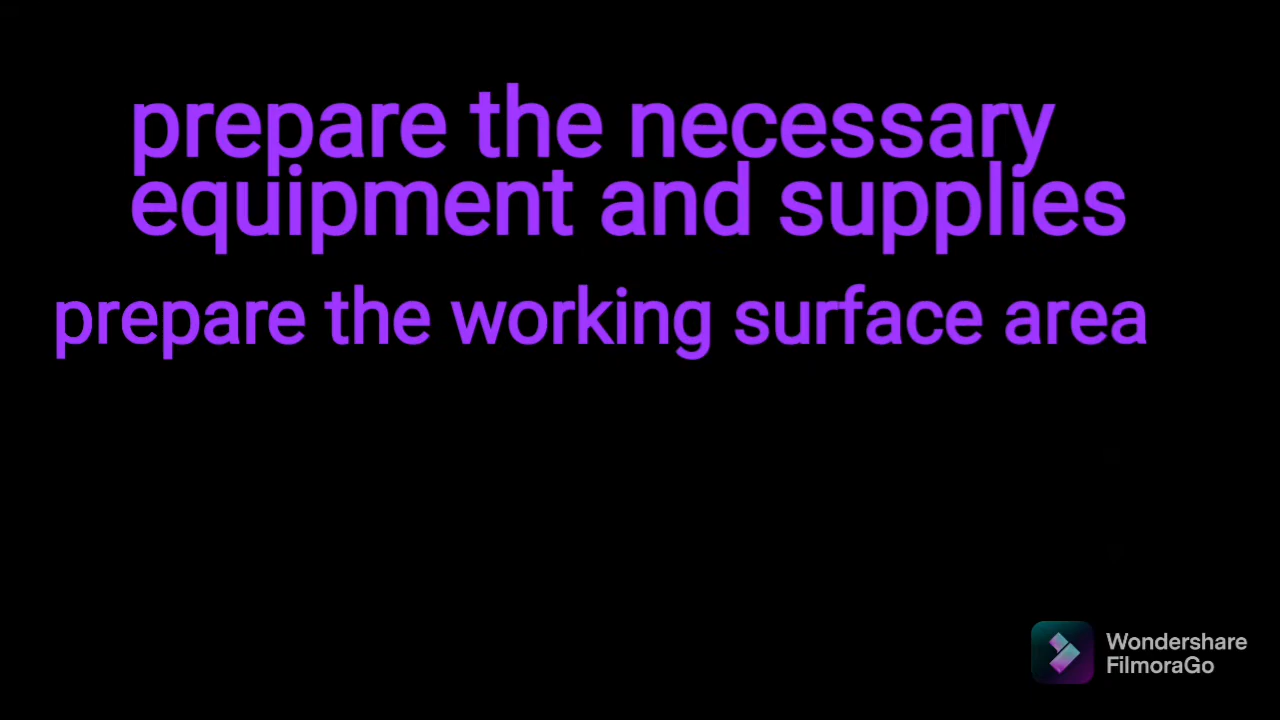 prepare the necessary
equipment and supplies
prepare the working surface area
Wondershare
FilmoraGo